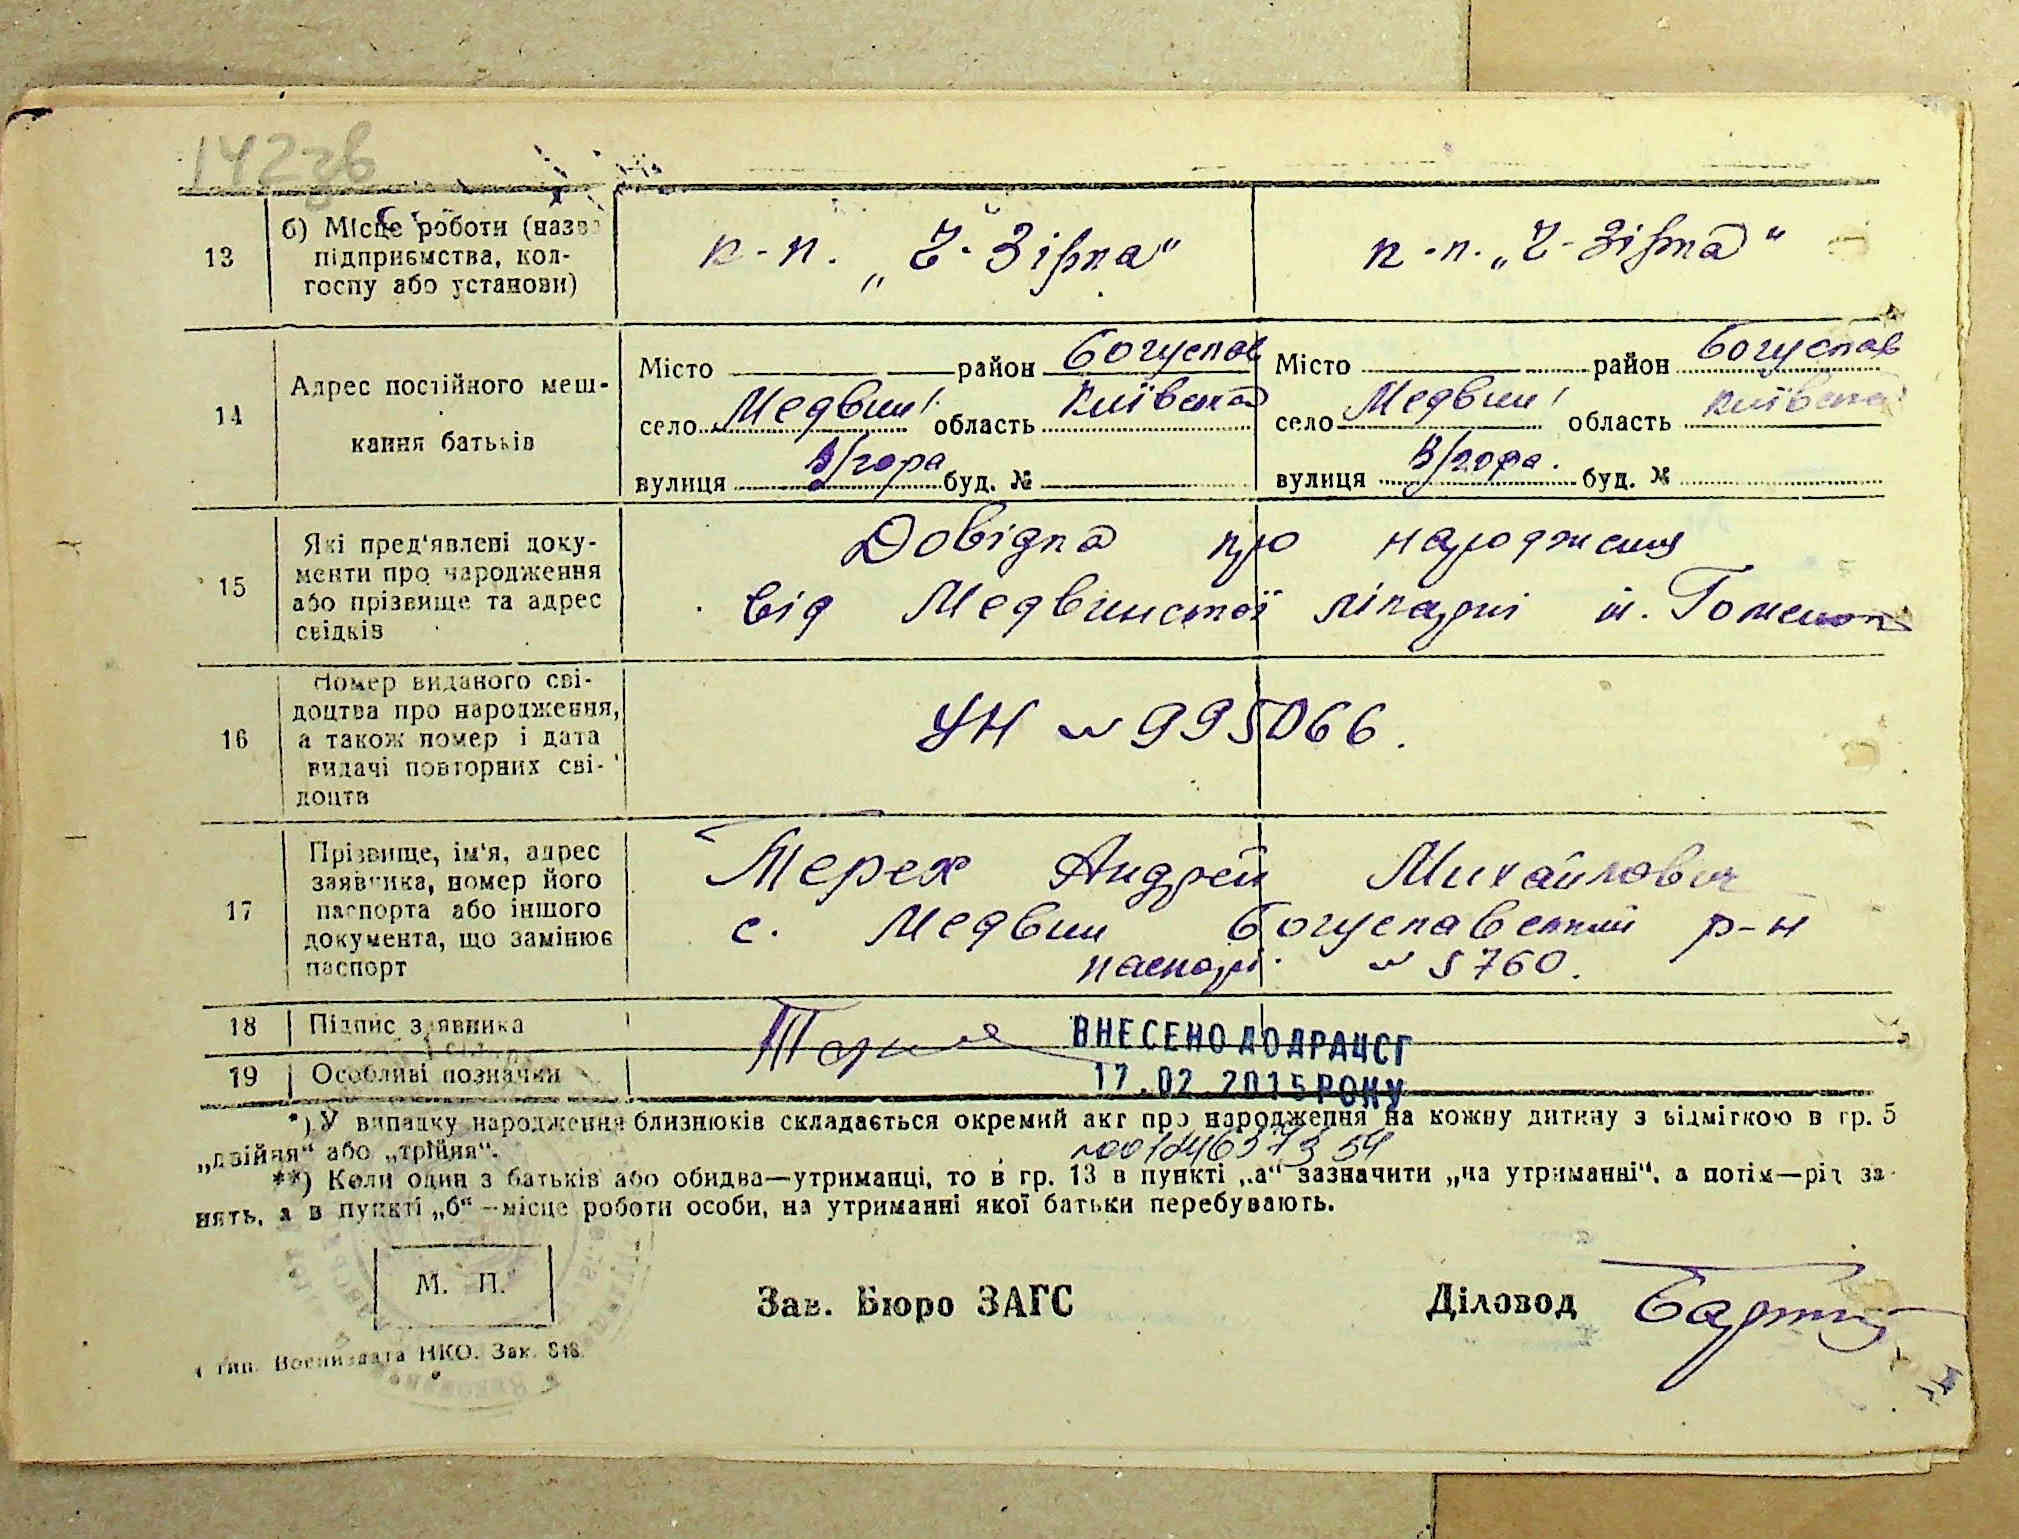 142зв
13
б) Місце роботи (назва
підприємства, кол-
госпу або установи)
к-п. „Ч-Зірка“
к-п. „Ч-Зірка“
14
Адрес постійного меш-
кання батьків
Місто район Богуслав
село Медвин область Київська
вулиця В/гора буд. №
Місто район Богуслав
село Медвин область Київська
вулиця В/гора. буд. №
15
Які пред'явлені доку-
менти про народження
або прізвище та адрес
свідків
Довідка про народження
від Медвинської лікарні
16
Номер виданого сві-
доцтва про народження,
а також номер і дата
видачі повторних сві-
доцтв
УН № 995066.
17
Прізвище, ім'я, адрес
заявника, номер його
паспорта або іншого
документа, що замінює
паспорт
Терех Андрей Михайлович
с. Медвин Богуславский р-н
паспорт № 5760.
18
Підпис заявника
ВНЕСЕНО ДО ДРАЦСГ
19
Особливі позначки
17.02.2015 РОКУ
*) У випадку народження близнюків складається окремий акт про народження на кожну дитину з відміткою в гр. 5
„двійня“ або „трійня“.
**) Коли один з батьків або обидва—утриманці, то в гр. 13 в пункті „а“ зазначити „на утриманні“, а потім—рід за-
нять, а в пункті „б“—місце роботи особи, на утриманні якої батьки перебувають.
М. П.
Зав. Бюро ЗАГС
Діловод
тип. Воениздата НКО. Зак. 848.